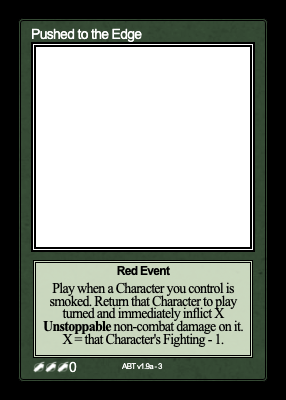 Pushed to the Edge
Red Event
Play when a Character you control is
smoked. Return that Character to play
turned and immediately inflict X
Unstoppable non-combat damage on it.
X = that Character's Fighting - 1.
0
ABT v1.9a - 3